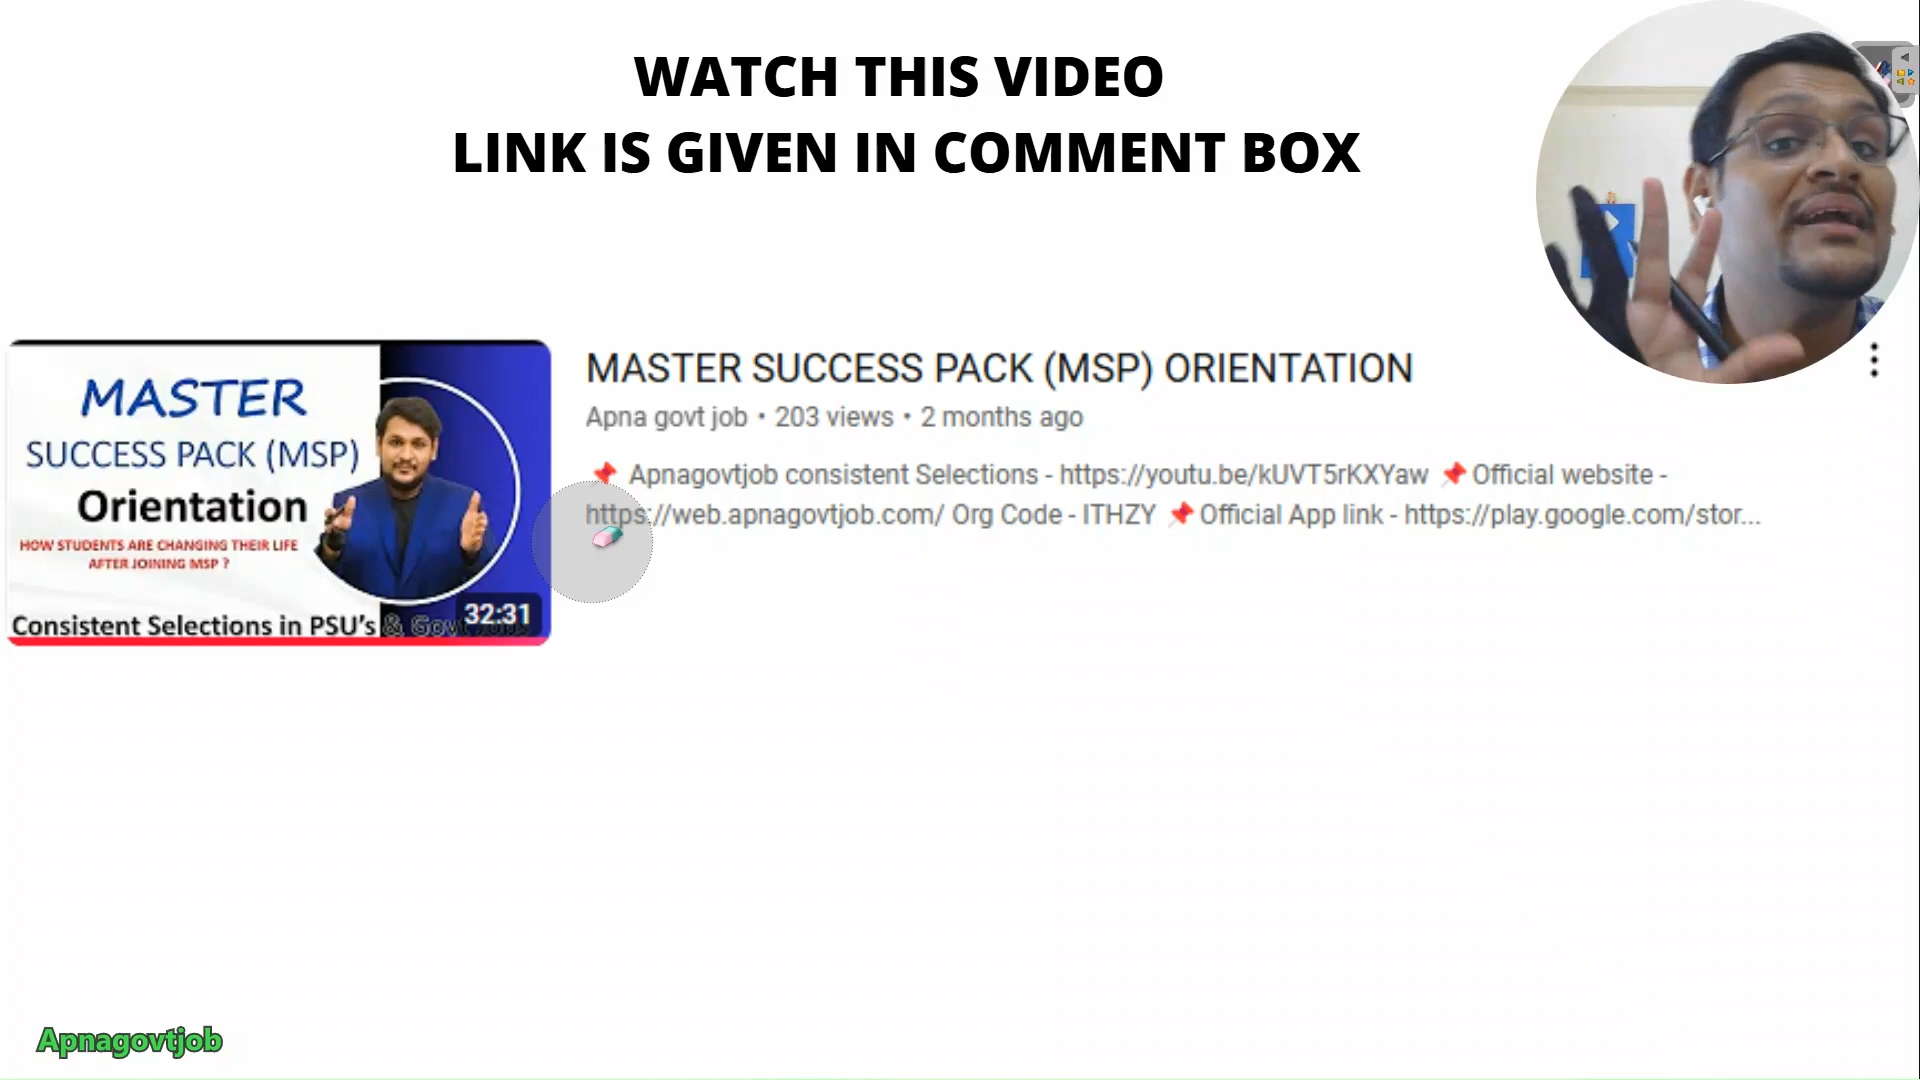 WATCH THIS VIDEO
LINK IS GIVEN IN COMMENT BOX
MASTER
SUCCESS PACK (MSP)
Orientation
HOW STUDENTS ARE CHANGING THEIR LIFE
AFTER JOINING MSP ?
Consistent Selections in PSU's & Govt
32:31
MASTER SUCCESS PACK (MSP) ORIENTATION
Apna govt job • 203 views • 2 months ago
📌 Apnagovtjob consistent Selections - https://youtu.be/kUVT5rKXYaw 📌Official website -
https://web.apnagovtjob.com/ Org Code - ITHZY 📌Official App link - https://play.google.com/stor...
Apnagovtjob